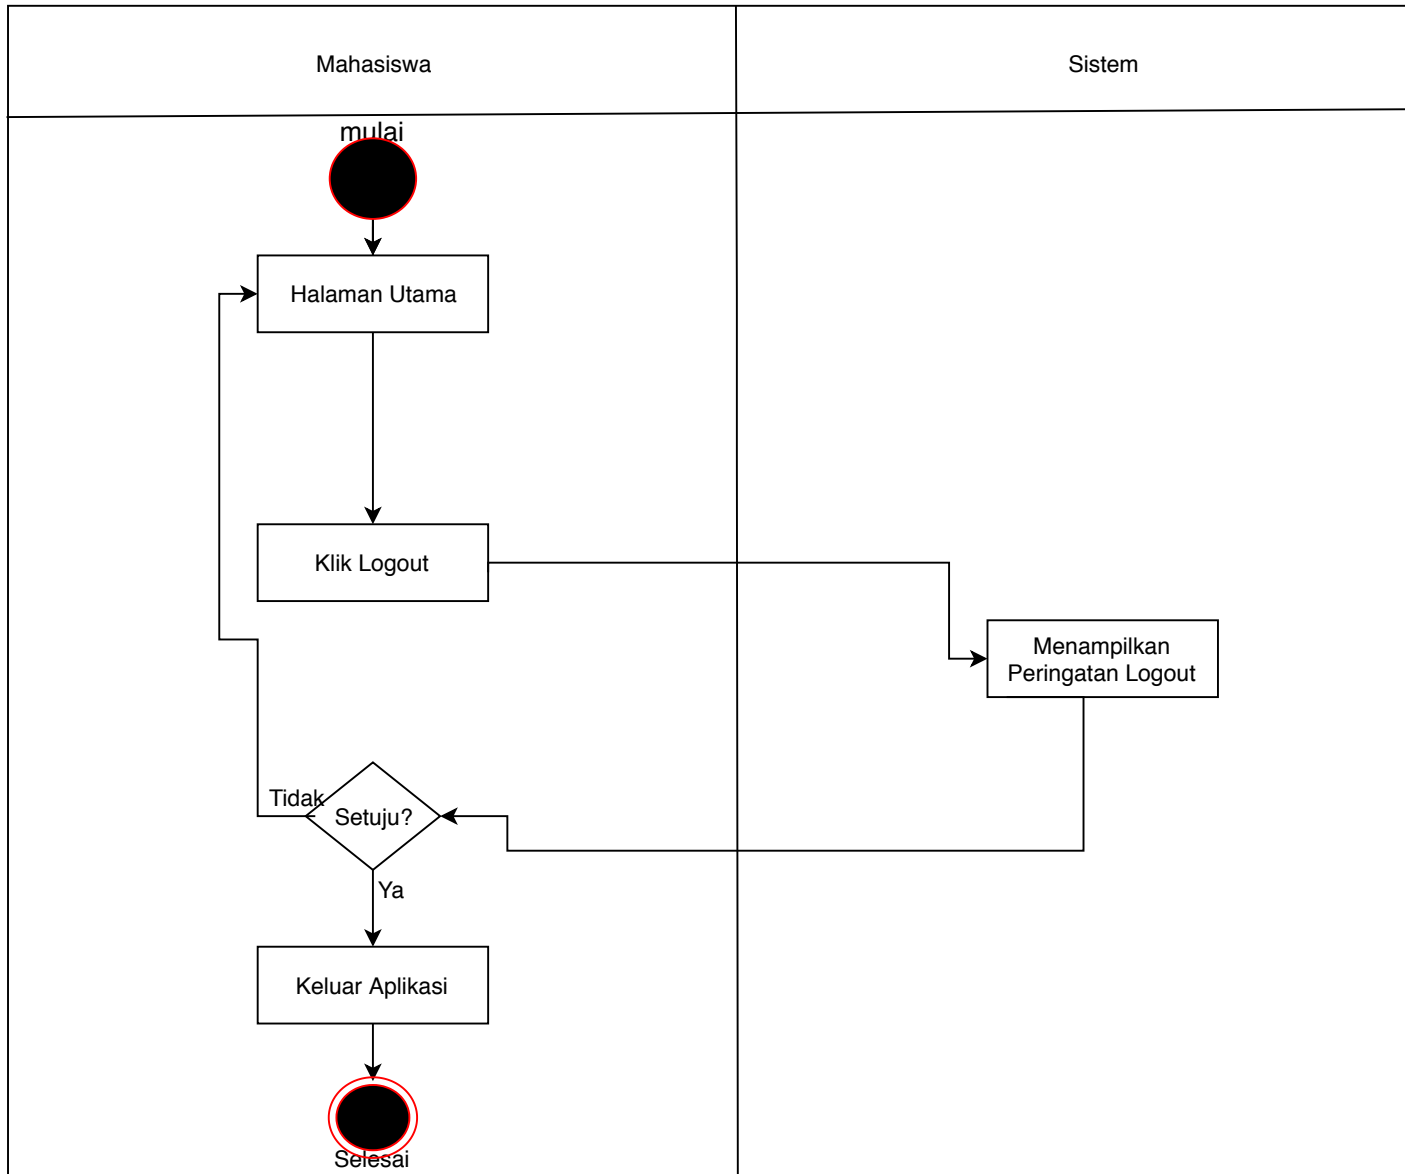 Mahasiswa
Sistem
mulai
Halaman Utama
Klik Logout
Menampilkan
Peringatan Logout
Tidak
Setuju?
Ya
Keluar Aplikasi
Selesai